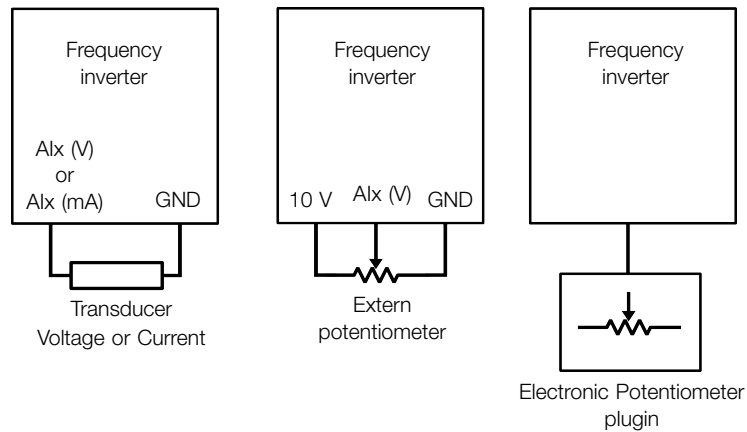 Frequency
inverter
AIx (V)
or
AIx (mA)
GND
Transducer
Voltage or Current
Frequency
inverter
10 V
AIx (V)
GND
Extern
potentiometer
Frequency
inverter
Electronic Potentiometer
plugin